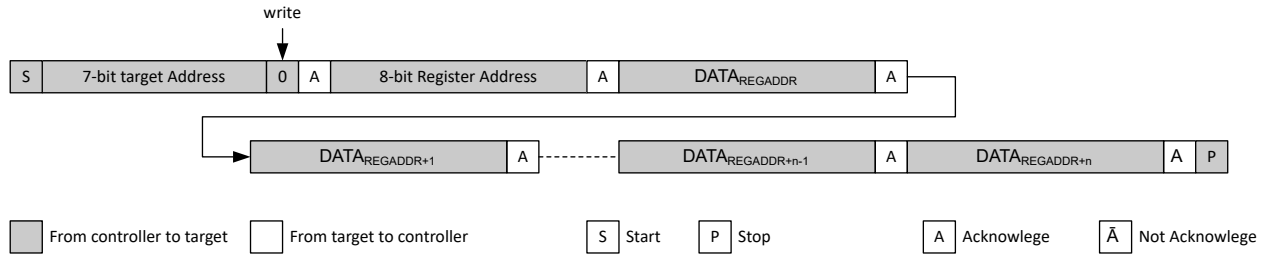 write
S 7-bit target Address 0 A 8-bit Register Address A DATAREGADDR A
DATAREGADDR+1 A DATAREGADDR+n-1 A DATAREGADDR+n A P
From controller to target From target to controller S Start P Stop A Acknowlege Ā Not Acknowlege